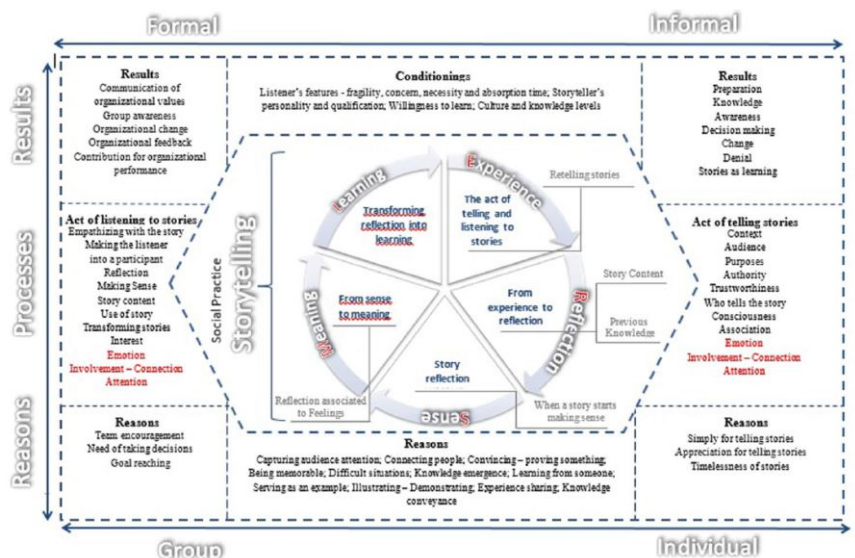 Formal
Informal
Results
Processes
Reasons
Results
Communication of
organizational values
Group awareness
Organizational change
Organizational feedback
Contribution for organizational
performance
Conditionings
Listener's features - fragility, concern, necessity and absorption time; Storyteller's
personality and qualification; Willingness to learn; Culture and knowledge levels
Results
Preparation
Knowledge
Awareness
Decision making
Change
Denial
Stories as learning
Act of listening to stories
Empathizing with the story
Making the listener
into a participant
Reflection
Making Sense
Story content
Use of story
Transforming stories
Interest
Emotion
Involvement – Connection
Attention
Social Practice
Storytelling
Learning
Transforming
reflection into
learning
Experience
The act of
telling and
listening to
stories
Retelling stories
Reflection
From
experience to
reflection
Story Content
Previous
Knowledge
Sense
Story
reflection
When a story starts
making sense
Meaning
From sense
to meaning
Reflection associated
to Feelings
Act of telling stories
Context
Audience
Purposes
Authority
Trustworthiness
Who tells the story
Consciousness
Association
Emotion
Involvement – Connection
Attention
Reasons
Team encouragement
Need of taking decisions
Goal reaching
Reasons
Capturing audience attention; Connecting people; Convincing – proving something;
Being memorable; Difficult situations; Knowledge emergence; Learning from someone;
Serving as an example; Illustrating – Demonstrating; Experience sharing; Knowledge
conveyance
Reasons
Simply for telling stories
Appreciation for telling stories
Timelessness of stories
Group
Individual